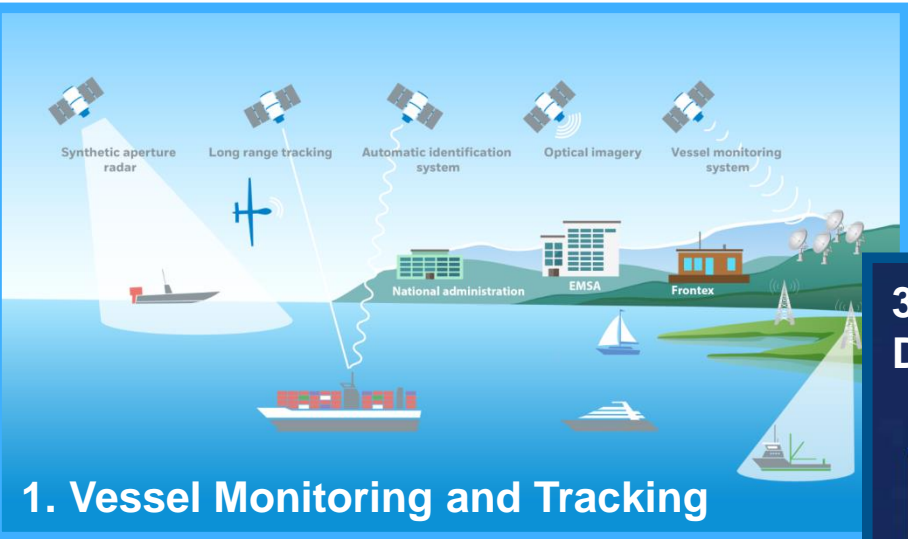 Synthetic aperture
radar
Long range tracking
Automatic identification
system
Optical imagery
Vessel monitoring
system
National administration
EMSA
Frontex
3
D
1. Vessel Monitoring and Tracking